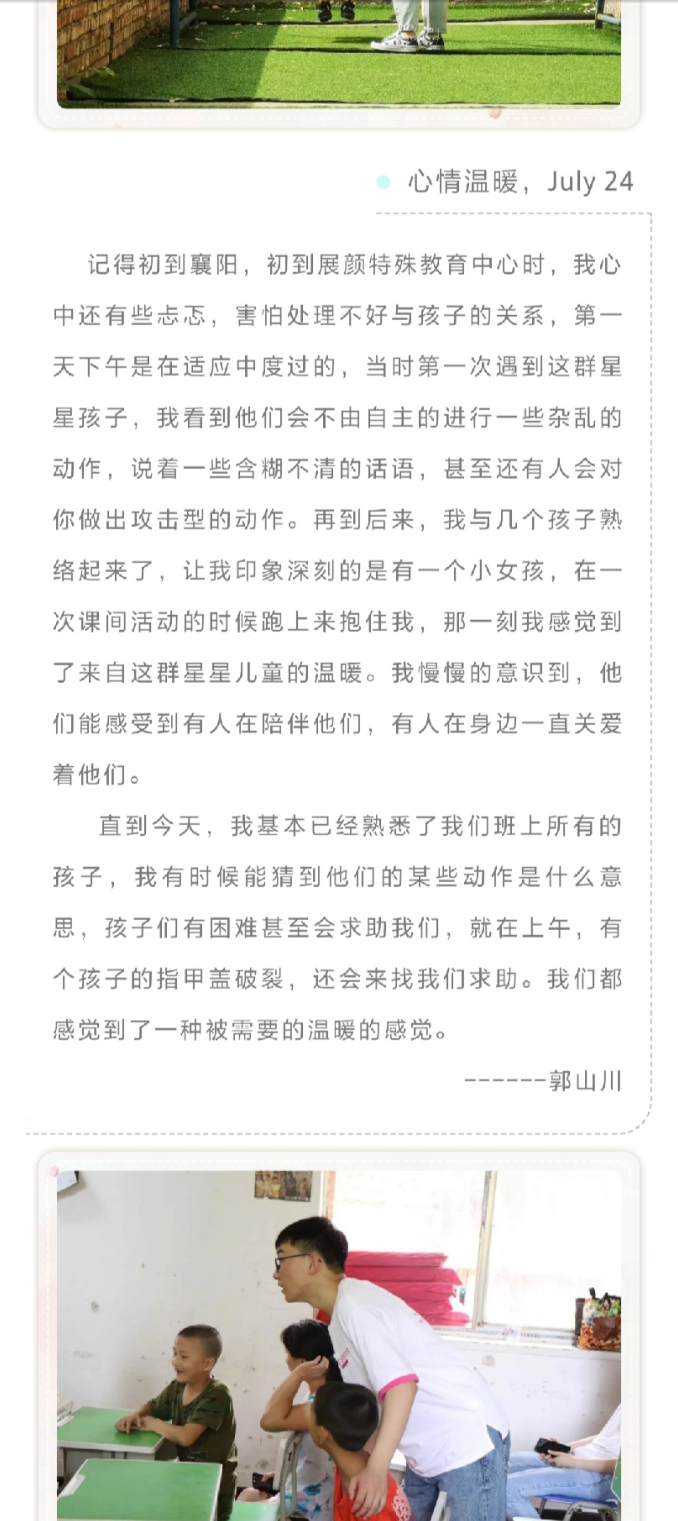 心情温暖，July 24
记得初到襄阳，初到展颜特殊教育中心时，我心
中还有些忐忑，害怕处理不好与孩子的关系，第一
天下午是在适应中度过的，当时第一次遇到这群星
星孩子，我看到他们会不由自主的进行一些杂乱的
动作，说着一些含糊不清的话语，甚至还有人会对
你做出攻击型的动作。再到后来，我与几个孩子熟
络起来了，让我印象深刻的是有一个小女孩，在一
次课间活动的时候跑上来抱住我，那一刻我感觉到
了来自这群星星儿童的温暖。我慢慢的意识到，他
们能感受到有人在陪伴他们，有人在身边一直关爱
着他们。
直到今天，我基本已经熟悉了我们班上所有的
孩子，我有时候能猜到他们的某些动作是什么意
思，孩子们有困难甚至会求助我们，就在上午，有
个孩子的指甲盖破裂，还会来找我们求助。我们都
感觉到了一种被需要的温暖的感觉。
------郭山川